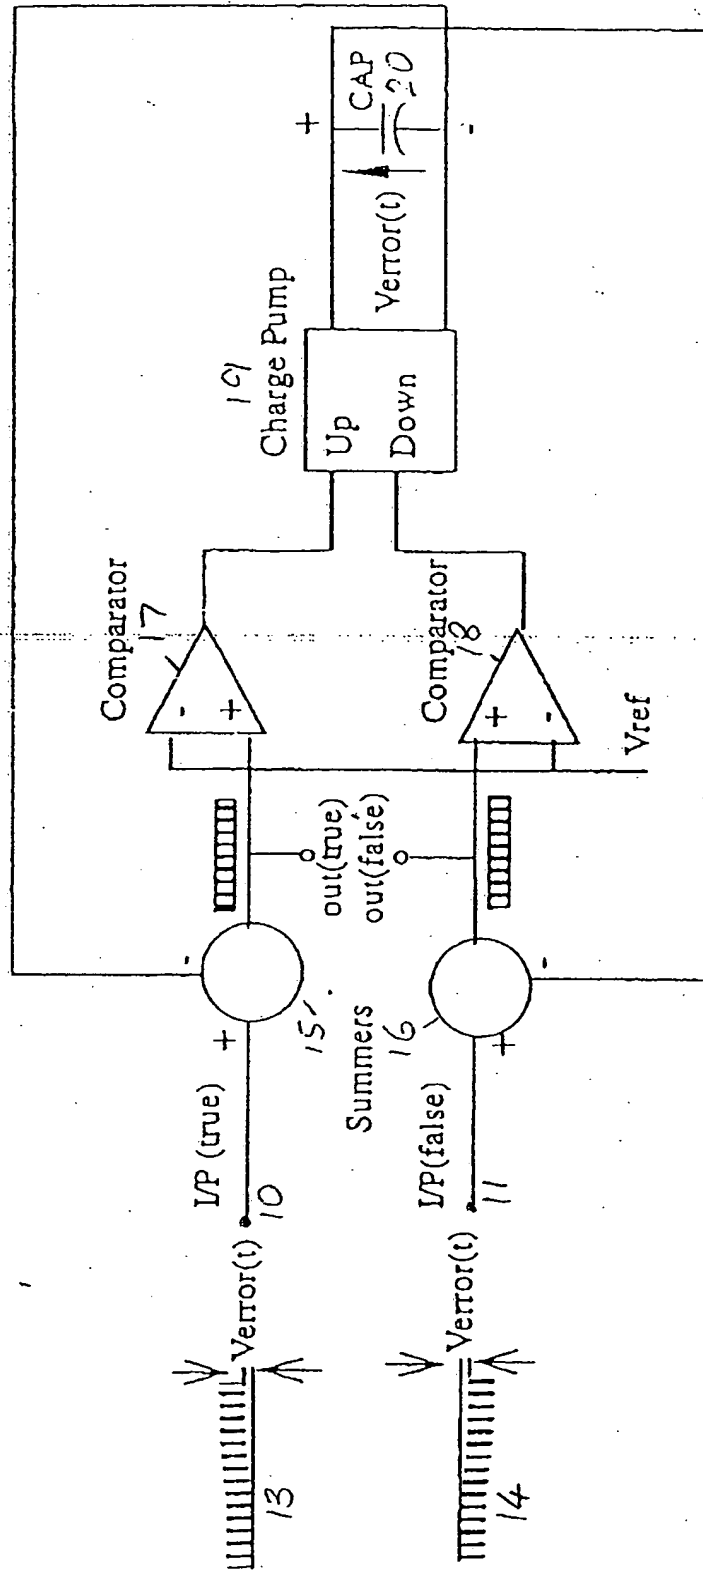 13
Verror(t)
10
I/P (true)
+
-
15
out(true)
Comparator
17
-
+
19
Charge Pump
Up
Down
+
CAP
20
Verror(t)
-
14
Verror(t)
11
I/P(false)
Summers
16
+
-
out(false)
Comparator
18
+
-
Vref